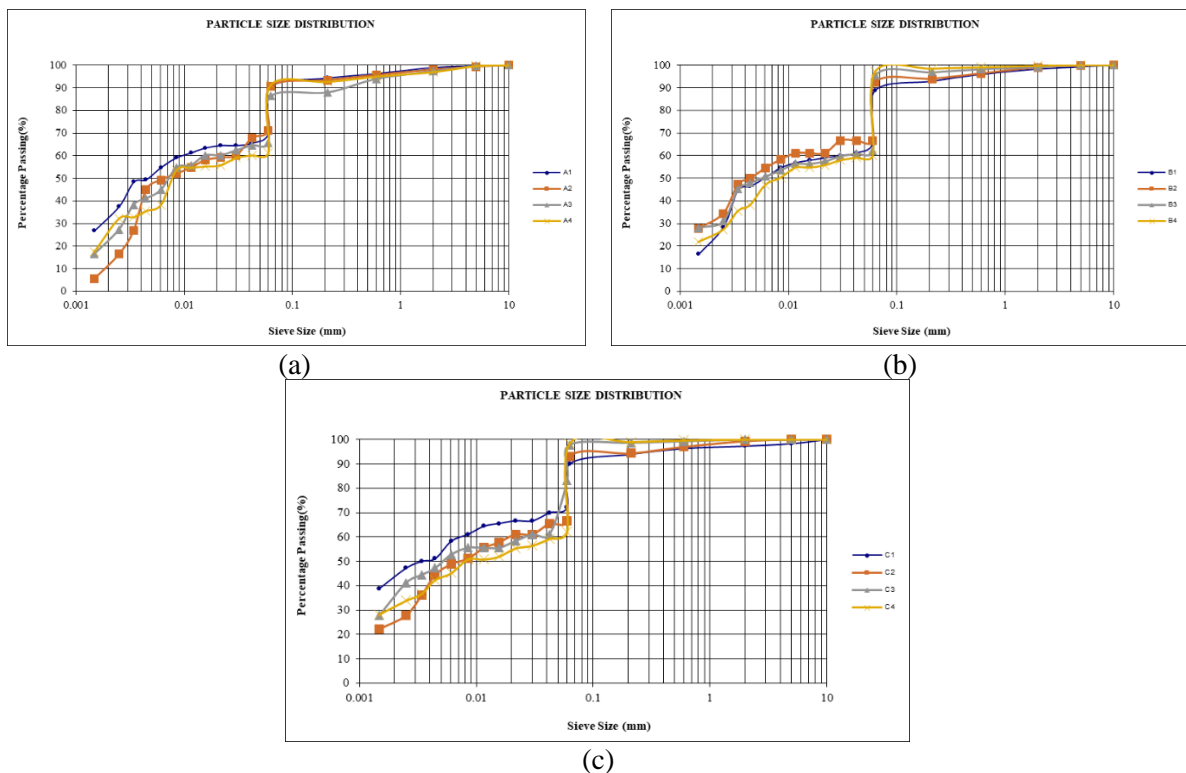 PARTICLE SIZE DISTRIBUTION
100
90
80
70
60
50
40
30
20
10
0
Percentage Passing(%)
0.001
0.01
0.1
1
10
Sieve Size (mm)
A1
A2
A3
A4
(a)
PARTICLE SIZE DISTRIBUTION
100
90
80
70
60
50
40
30
20
10
0
Percentage Passing(%)
0.001
0.01
0.1
1
10
Sieve Size (mm)
B1
B2
B3
B4
(b)
PARTICLE SIZE DISTRIBUTION
100
90
80
70
60
50
40
30
20
10
0
Percentage Passing(%)
0.001
0.01
0.1
1
10
Sieve Size (mm)
C1
C2
C3
C4
(c)